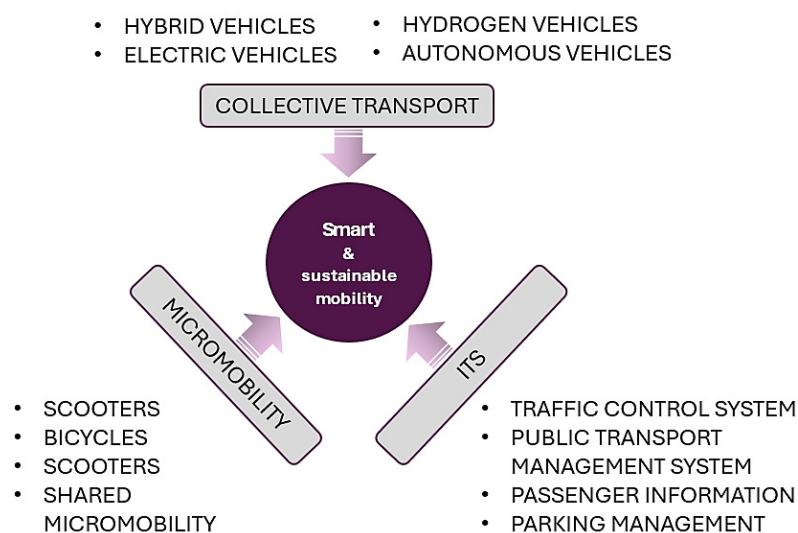 • HYBRID VEHICLES
• ELECTRIC VEHICLES
• HYDROGEN VEHICLES
• AUTONOMOUS VEHICLES
COLLECTIVE TRANSPORT
Smart
&
sustainable
mobility
MICROMOBILITY
ITS
• SCOOTERS
• BICYCLES
• SCOOTERS
• SHARED
MICROMOBILITY
• TRAFFIC CONTROL SYSTEM
• PUBLIC TRANSPORT
MANAGEMENT SYSTEM
• PASSENGER INFORMATION
• PARKING MANAGEMENT